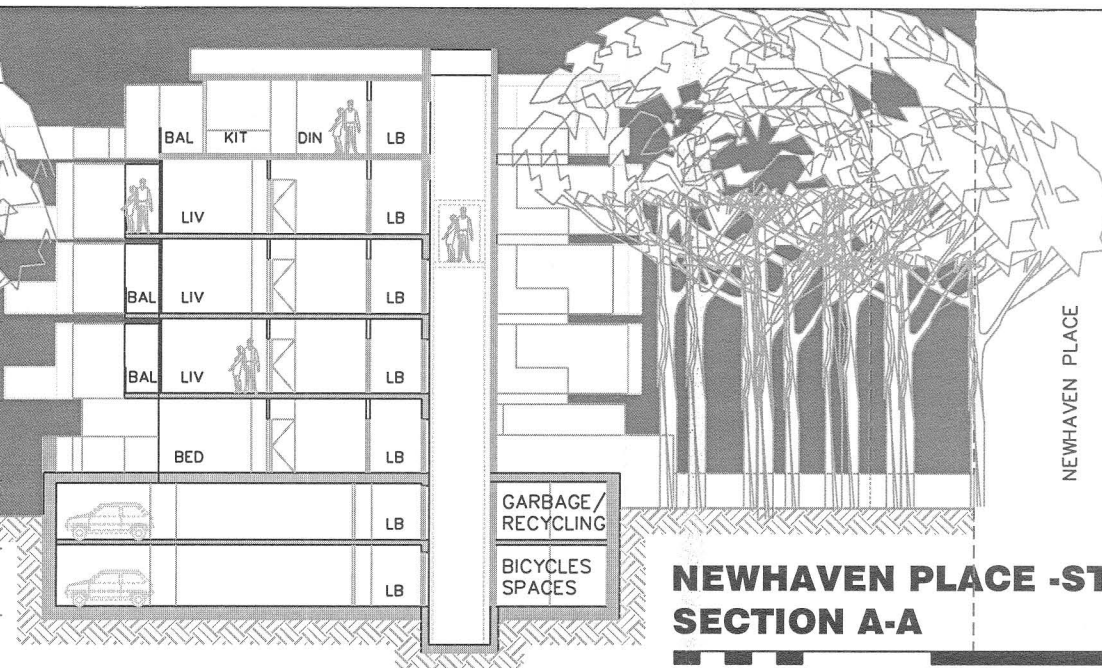 BAL KIT DIN LB
LIV LB
BAL LIV LB
BAL LIV LB
BED LB
LB
GARBAGE/
RECYCLING
LB
BICYCLES
SPACES
NEWHAVEN PLACE
NEWHAVEN PLACE -ST
SECTION A-A